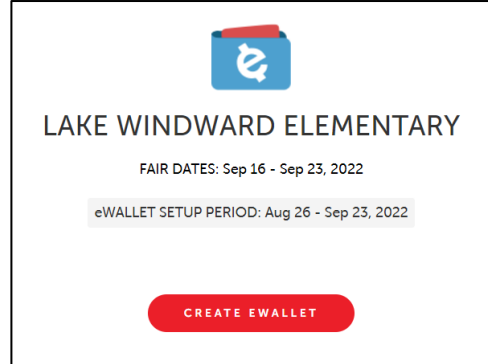 LAKE WINDWARD ELEMENTARY
FAIR DATES: Sep 16 - Sep 23, 2022
eWALLET SETUP PERIOD: Aug 26 - Sep 23, 2022
CREATE EWALLET